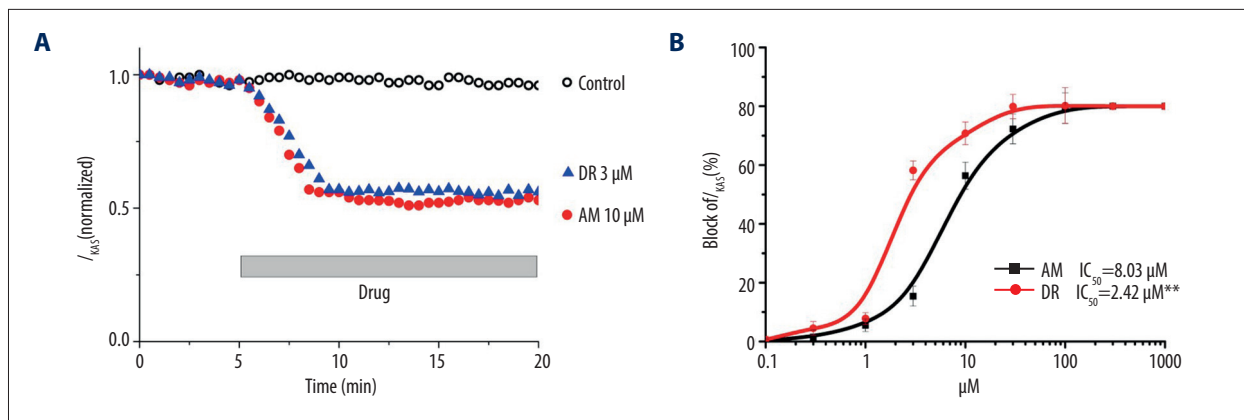 A
I_KAS (normalized)
1.0
0.5
0.0
0
5
10
15
20
Time (min)
Drug
Control
DR 3 μM
AM 10 μM
B
Block of I_KAS (%)
100
80
60
40
20
0
0.1
1
10
100
1000
μM
AM IC50=8.03 μM
DR IC50=2.42 μM**